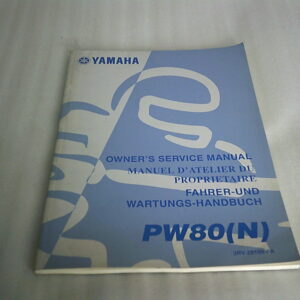 YAMAHA
OWNER'S SERVICE MANUAL
MANUEL D'ATELIER DU
PROPRIETAIRE
FAHRER-UND
WARTUNGS-HANDBUCH
PW80(N)